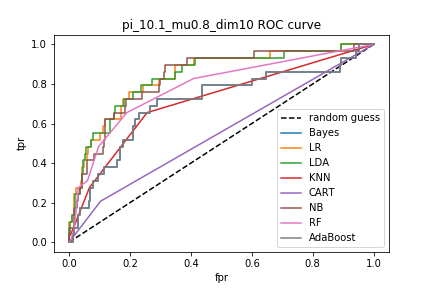 pi_10.1_mu0.8_dim10 ROC curve
tpr
1.0
0.8
0.6
0.4
0.2
0.0
random guess
Bayes
LR
LDA
KNN
CART
NB
RF
AdaBoost
0.0 0.2 0.4 0.6 0.8 1.0
fpr